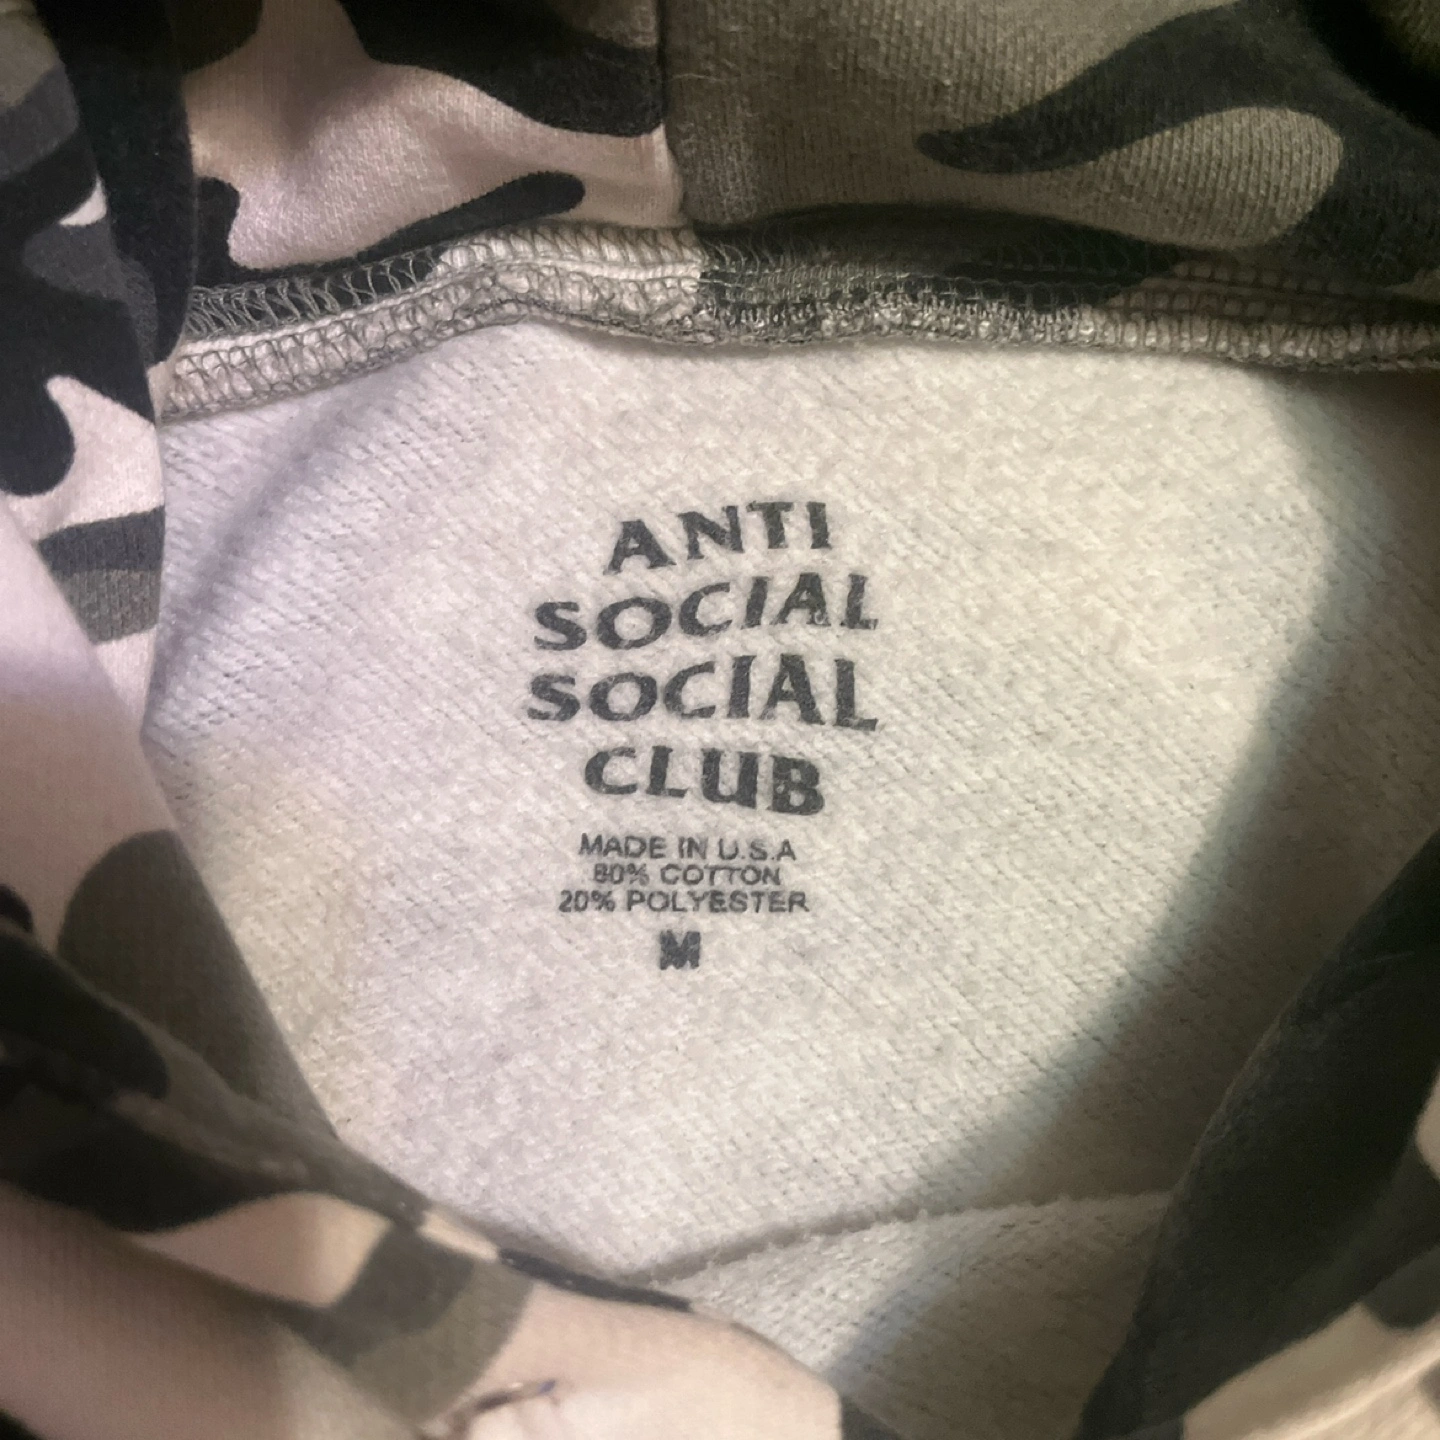 ANTI
SOCIAL
SOCIAL
CLUB
MADE IN U.S.A
80% COTTON
20% POLYESTER
M